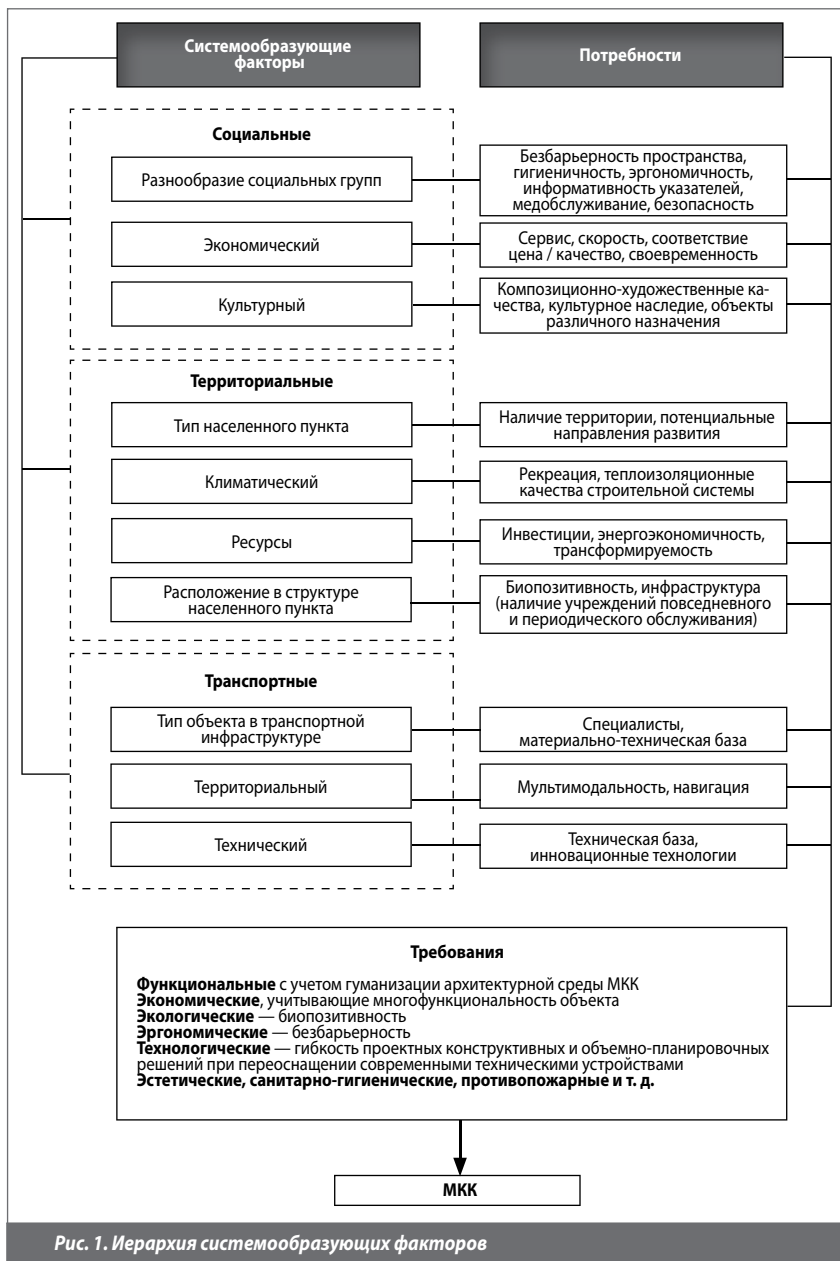 Системообразующие
факторы
Потребности
Социальные
Разнообразие социальных групп
Безбарьерность пространства,
гигиеничность, эргономичность,
информативность указателей,
медобслуживание, безопасность
Экономический
Сервис, скорость, соответствие
цена / качество, своевременность
Культурный
Композиционно-художественные ка-
чества, культурное наследие, объекты
различного назначения
Территориальные
Тип населенного пункта
Наличие территории, потенциальные
направления развития
Климатический
Рекреация, теплоизоляционные
качества строительной системы
Ресурсы
Инвестиции, энергоэкономичность,
трансформируемость
Расположение в структуре
населенного пункта
Биопозитивность, инфраструктура
(наличие учреждений повседневного
и периодического обслуживания)
Транспортные
Тип объекта в транспортной
инфраструктуре
Специалисты,
материально-техническая база
Территориальный
Мультимодальность, навигация
Технический
Техническая база,
инновационные технологии
Требования
Функциональные с учетом гуманизации архитектурной среды МКК
Экономические, учитывающие многофункциональность объекта
Экологические — биопозитивность
Эргономические — безбарьерность
Технологические — гибкость проектных конструктивных и объемно-планировочных
решений при переоснащении современными техническими устройствами
Эстетические, санитарно-гигиенические, противопожарные и т. д.
МКК
Рис. 1. Иерархия системообразующих факторов